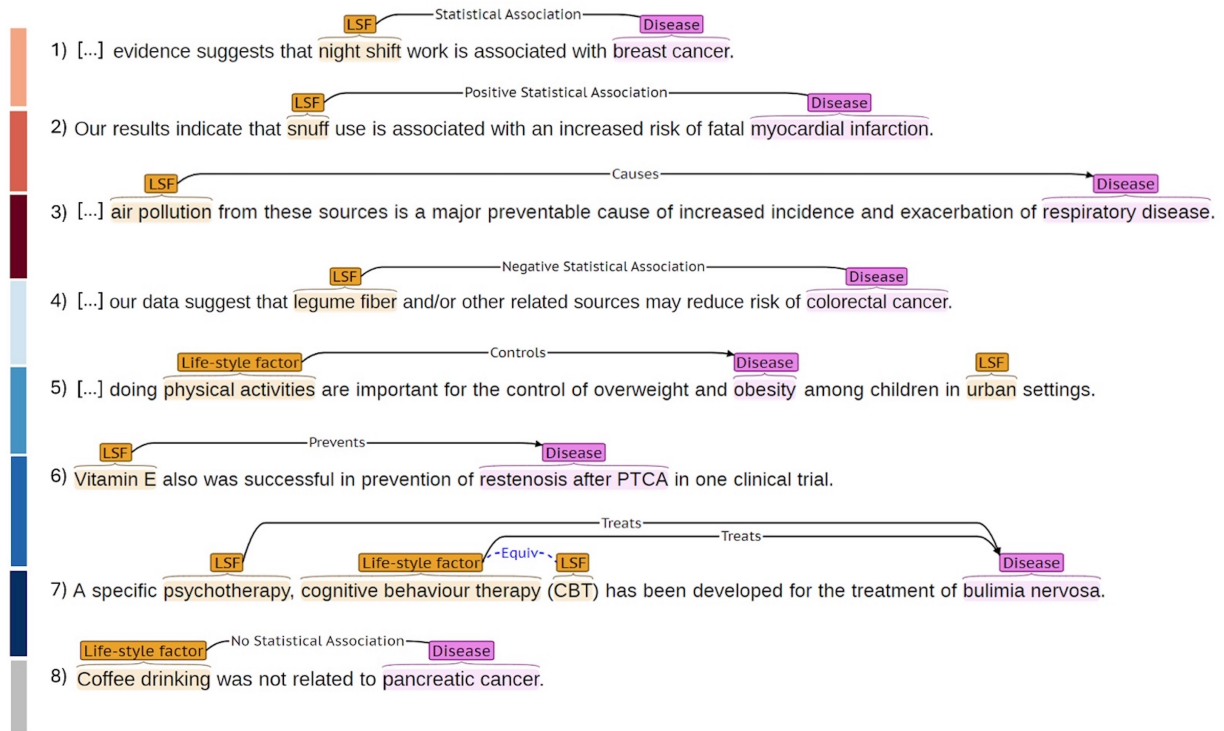 Statistical Association
LSF Disease
1) [...] evidence suggests that night shift work is associated with breast cancer.
Positive Statistical Association
LSF Disease
2) Our results indicate that snuff use is associated with an increased risk of fatal myocardial infarction.
Causes
LSF Disease
3) [...] air pollution from these sources is a major preventable cause of increased incidence and exacerbation of respiratory disease.
Negative Statistical Association
LSF Disease
4) [...] our data suggest that legume fiber and/or other related sources may reduce risk of colorectal cancer.
Controls
Life-style factor Disease LSF
5) [...] doing physical activities are important for the control of overweight and obesity among children in urban settings.
Prevents
LSF Disease
6) Vitamin E also was successful in prevention of restenosis after PTCA in one clinical trial.
Treats
Treats
LSF Life-style factor Equiv LSF Disease
7) A specific psychotherapy, cognitive behaviour therapy (CBT) has been developed for the treatment of bulimia nervosa.
No Statistical Association
Life-style factor Disease
8) Coffee drinking was not related to pancreatic cancer.